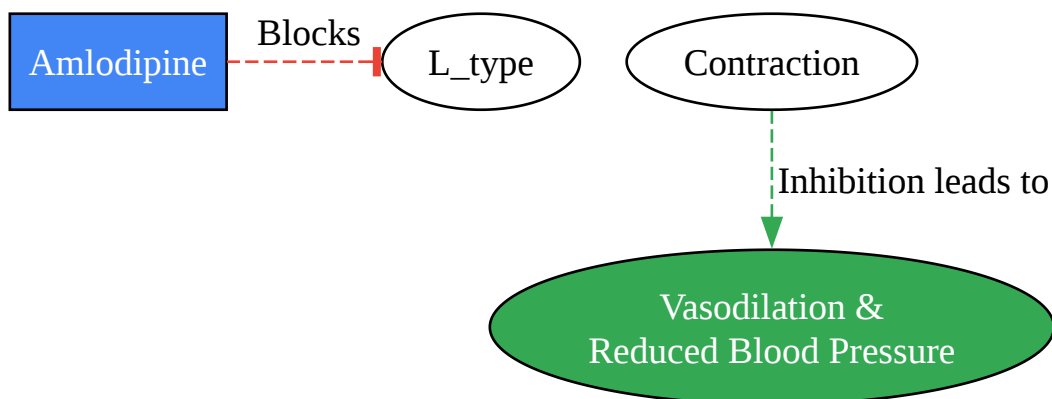 Blocks
Amlodipine
L_type
Contraction
Inhibition leads to
Vasodilation &
Reduced Blood Pressure